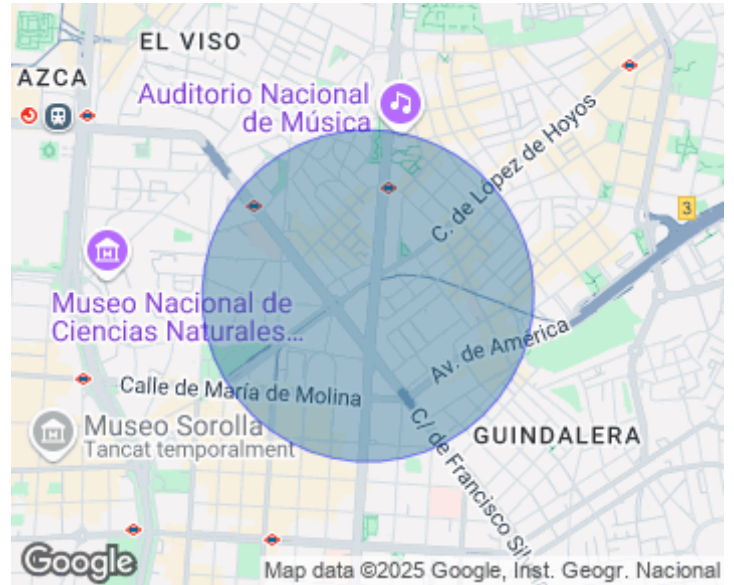 EL VISO
AZCA
Auditorio Nacional
de Música
C. de López de Hoyos
3
Museo Nacional de
Ciencias Naturales...
Av. de América
Calle de María de Molina
Museo Sorolla
Tancat temporalment
GUINDALERA
C/ de Francisco Sil
Google
Map data ©2025 Google, Inst. Geogr. Nacional